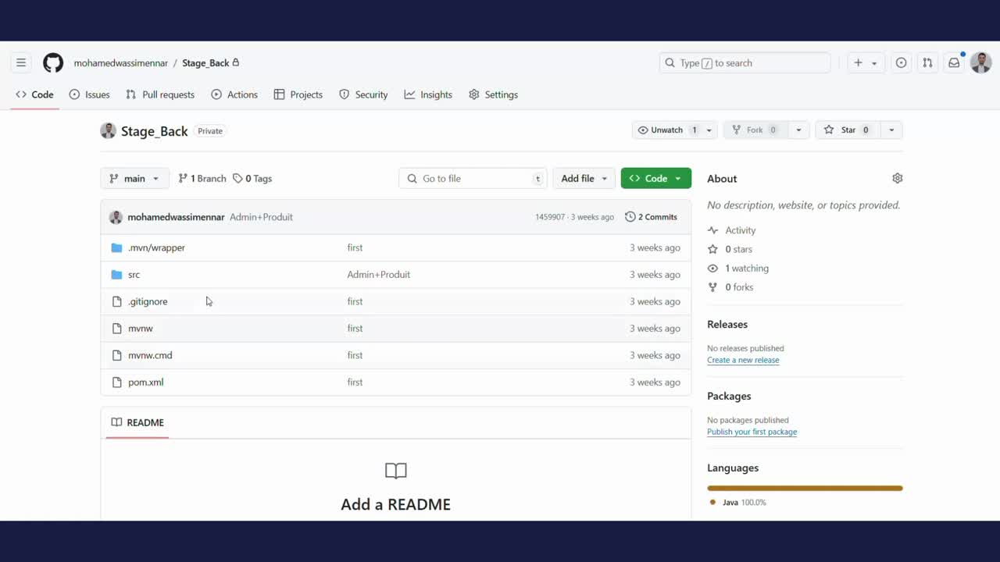 mohamedwassimennar / Stage_Back
Type / to search
Code Issues Pull requests Actions Projects Security Insights Settings
Stage_Back Private
Unwatch 1 Fork 0 Star 0
main 1 Branch 0 Tags
Go to file t
Add file Code
mohamedwassimennar Admin+Produit 1459907 · 3 weeks ago 2 Commits
.mvn/wrapper first 3 weeks ago
src Admin+Produit 3 weeks ago
.gitignore first 3 weeks ago
mvnw first 3 weeks ago
mvnw.cmd first 3 weeks ago
pom.xml first 3 weeks ago
README
Add a README
About
No description, website, or topics provided.
Activity
0 stars
1 watching
0 forks
Releases
No releases published
Create a new release
Packages
No packages published
Publish your first package
Languages
Java 100.0%